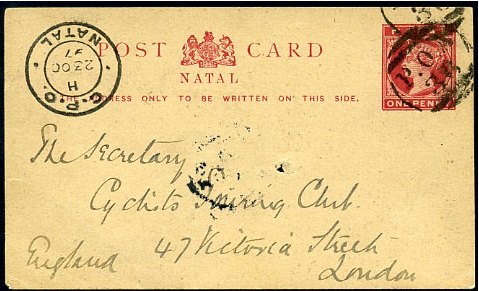 POST CARD
NATAL
THE ADDRESS ONLY TO BE WRITTEN ON THIS SIDE.
ONE PENNY
G.P.O.
H
23 OC
97
NATAL
The Secretary
Cyclists Touring Club.
47 Victoria Street
England
London